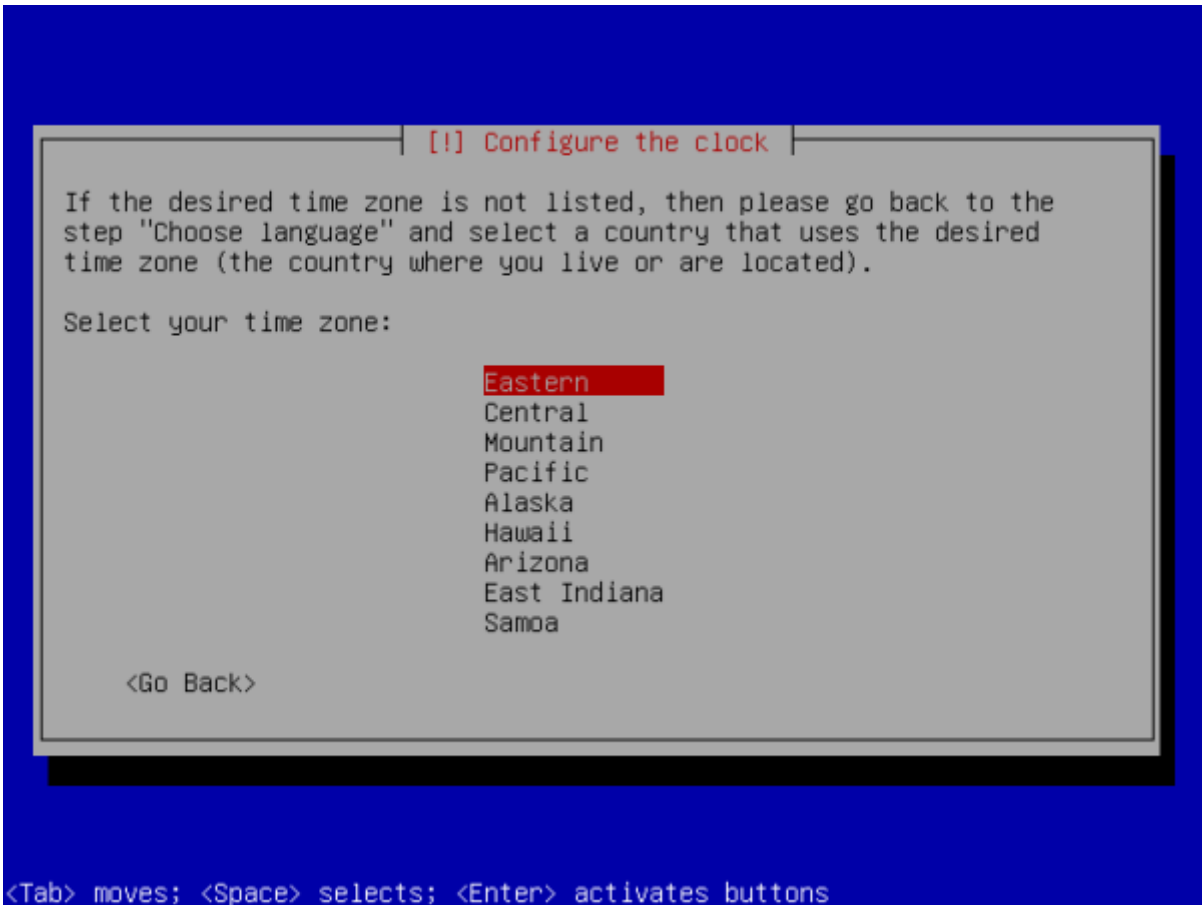 [!] Configure the clock
If the desired time zone is not listed, then please go back to the
step "Choose language" and select a country that uses the desired
time zone (the country where you live or are located).
Select your time zone:
Eastern
Central
Mountain
Pacific
Alaska
Hawaii
Arizona
East Indiana
Samoa
<Go Back>
<Tab> moves; <Space> selects; <Enter> activates buttons